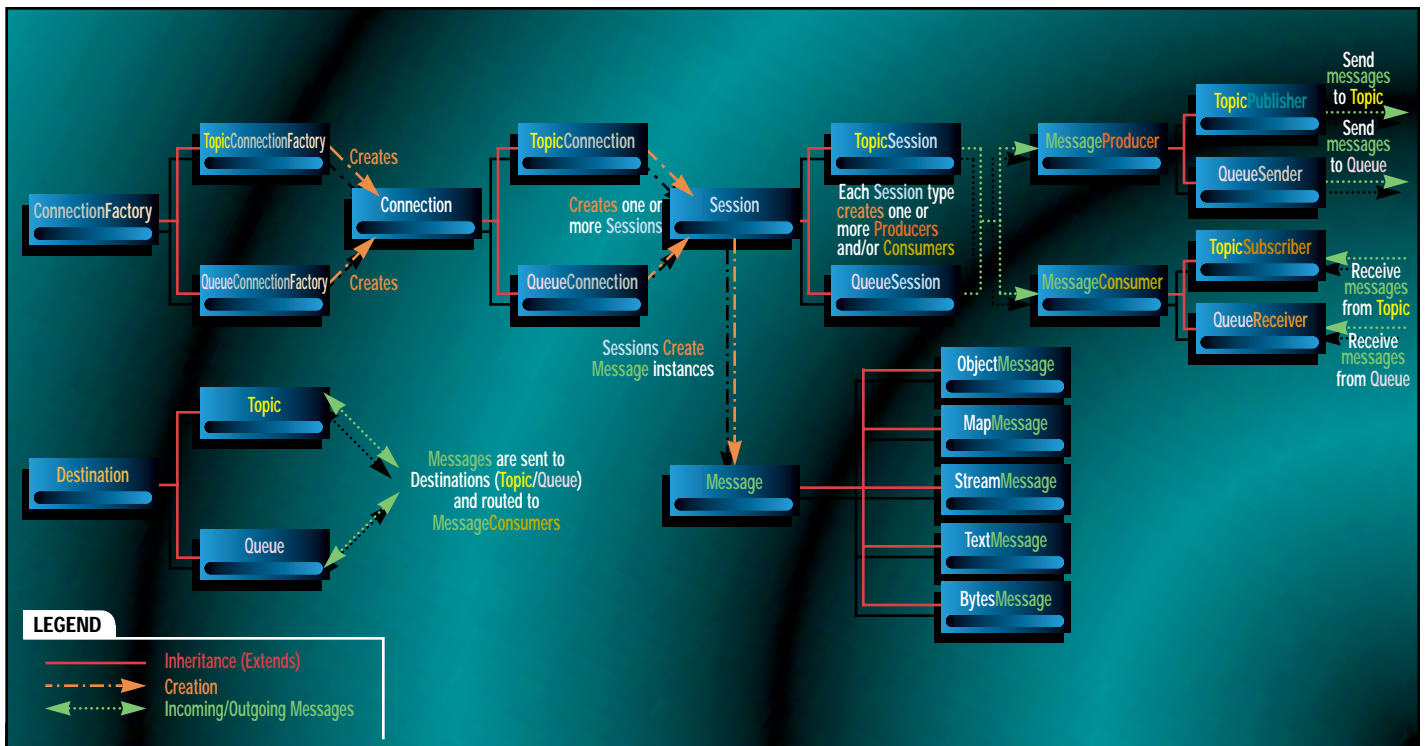 ConnectionFactory
TopicConnectionFactory
QueueConnectionFactory
Creates
Creates
Connection
TopicConnection
QueueConnection
Creates one or
more Sessions
Session
TopicSession
Each Session type
creates one or
more Producers
and/or Consumers
QueueSession
MessageProducer
MessageConsumer
TopicPublisher
QueueSender
TopicSubscriber
QueueReceiver
Send
messages
to Topic
Send
messages
to Queue
Receive
messages
from Topic
Receive
messages
from Queue
Sessions Create
Message instances
Message
ObjectMessage
MapMessage
StreamMessage
TextMessage
BytesMessage
Destination
Topic
Queue
Messages are sent to
Destinations (Topic/Queue)
and routed to
MessageConsumers
LEGEND
Inheritance (Extends)
Creation
Incoming/Outgoing Messages